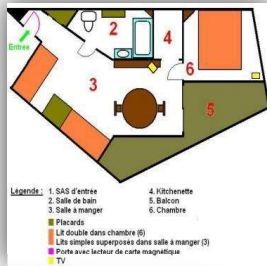 Entrée
2
4
3
6
5
Légende : 1. SAS d'entrée
2. Salle de bain
3. Salle à manger
4. Kitchenette
5. Balcon
6. Chambre
Placards
Lit double dans chambre (6)
Lits simples superposés dans salle à manger (3)
Porte avec lecteur de carte magnétique
TV